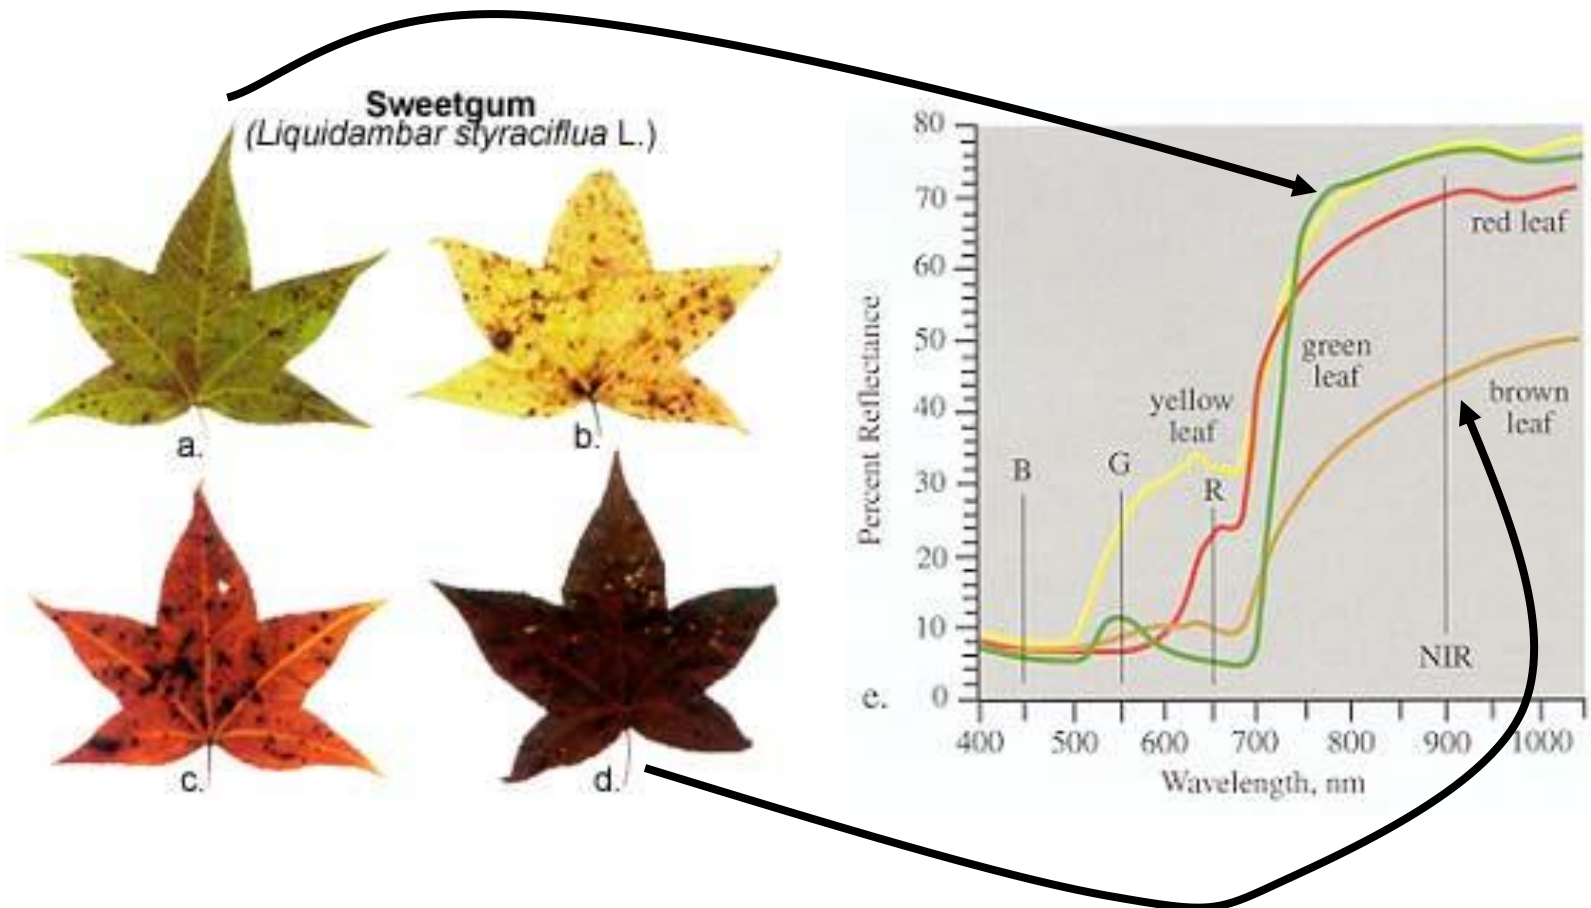 Sweetgum
(Liquidambar styraciflua L.)
a.
b.
c.
d.
e.
Percent Reflectance
80
70
60
50
40
30
20
10
0
400 500 600 700 800 900 1000
Wavelength, nm
B
G
R
NIR
yellow
leaf
green
leaf
red leaf
brown
leaf